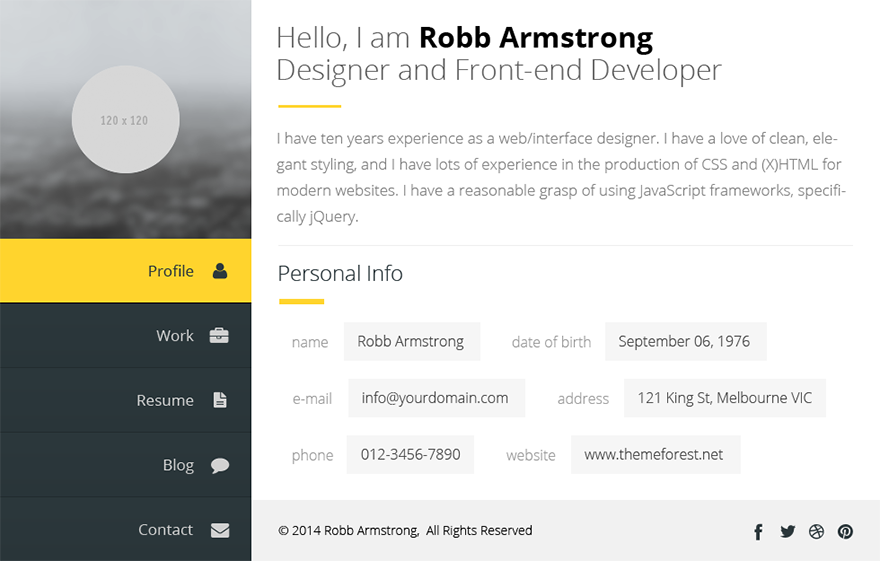 120 x 120
Profile
Work
Resume
Blog
Contact
Hello, I am Robb Armstrong
Designer and Front-end Developer
I have ten years experience as a web/interface designer. I have a love of clean, ele-
gant styling, and I have lots of experience in the production of CSS and (X)HTML for
modern websites. I have a reasonable grasp of using JavaScript frameworks, specifi-
cally jQuery.
Personal Info
name Robb Armstrong date of birth September 06, 1976
e-mail info@yourdomain.com address 121 King St, Melbourne VIC
phone 012-3456-7890 website www.themeforest.net
© 2014 Robb Armstrong, All Rights Reserved